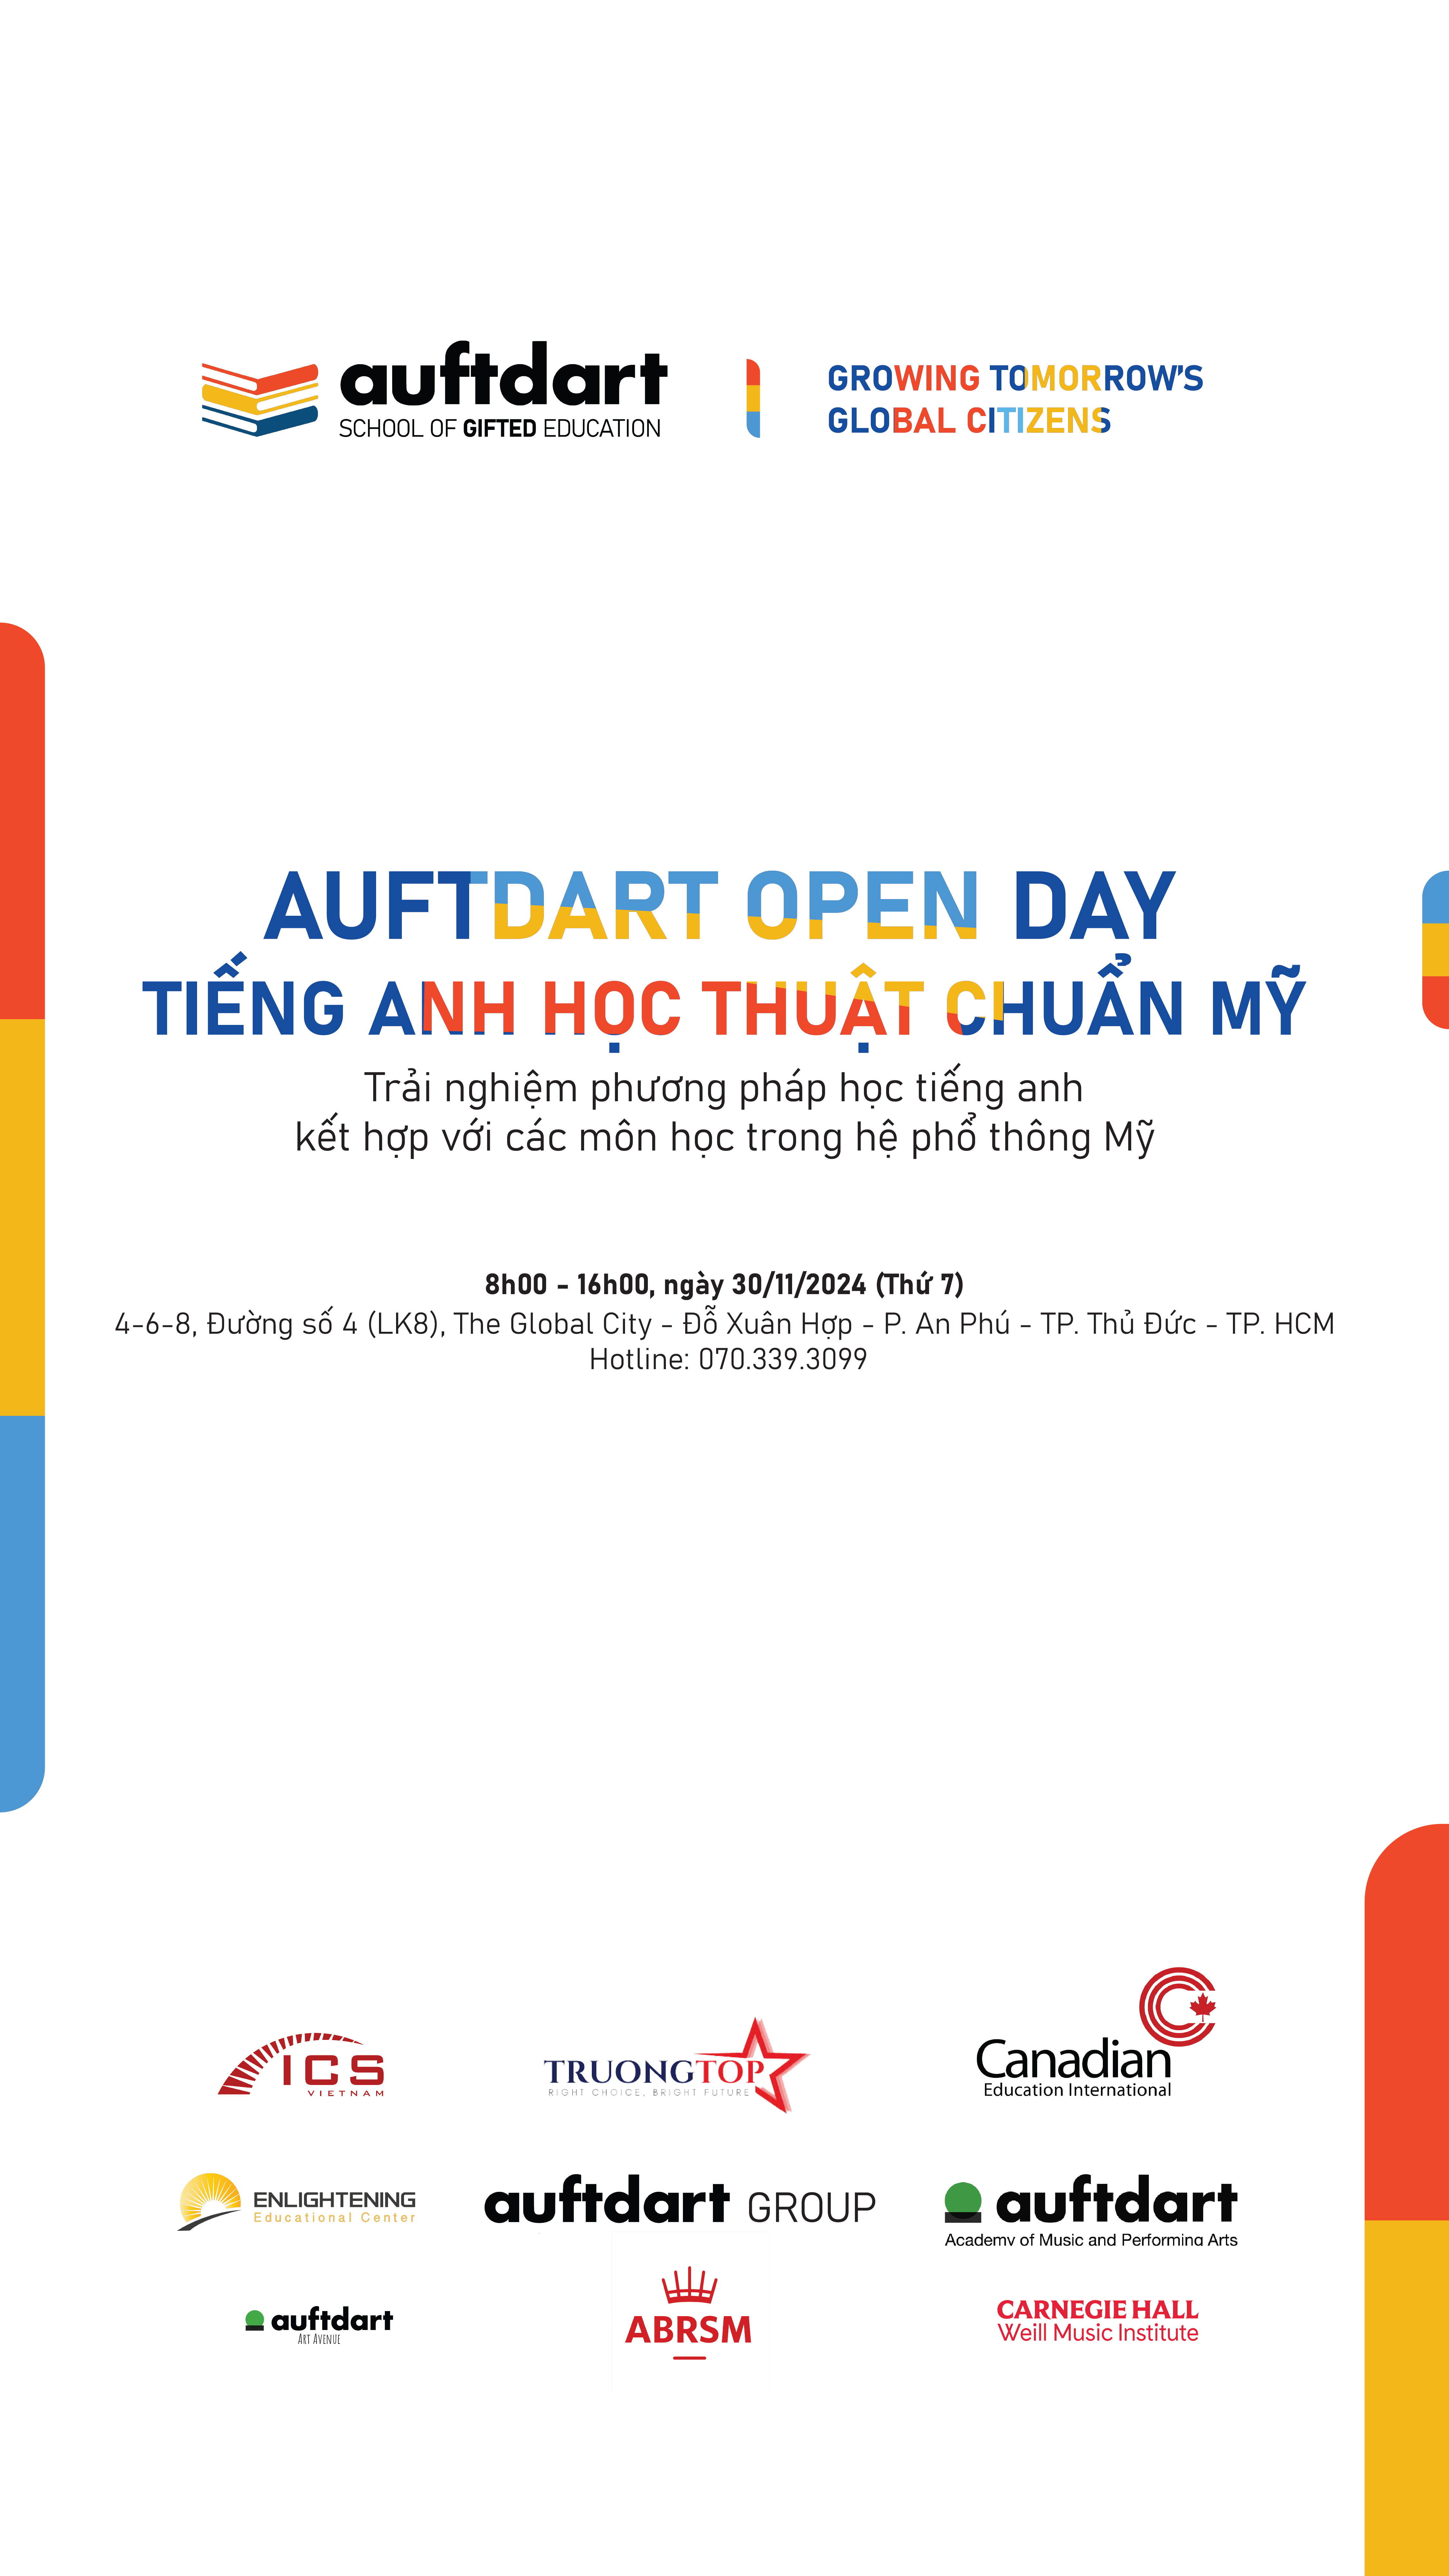 auftdart
SCHOOL OF GIFTED EDUCATION
GROWING TOMORROW'S
GLOBAL CITIZENS
AUFTDART OPEN DAY
TIẾNG ANH HỌC THUẬT CHUẨN MỸ
Trải nghiệm phương pháp học tiếng anh
kết hợp với các môn học trong hệ phổ thông Mỹ
8h00 - 16h00, ngày 30/11/2024 (Thứ 7)
4-6-8, Đường số 4 (LK8), The Global City - Đỗ Xuân Hợp - P. An Phú - TP. Thủ Đức - TP. HCM
Hotline: 070.339.3099
ICS
VIETNAM
TRUONGTOP
RIGHT CHOICE, BRIGHT FUTURE
Canadian
Education International
ENLIGHTENING
Educational Center
auftdart GROUP
auftdart
Academy of Music and Performing Arts
auftdart
ART AVENUE
ABRSM
CARNEGIE HALL
Weill Music Institute